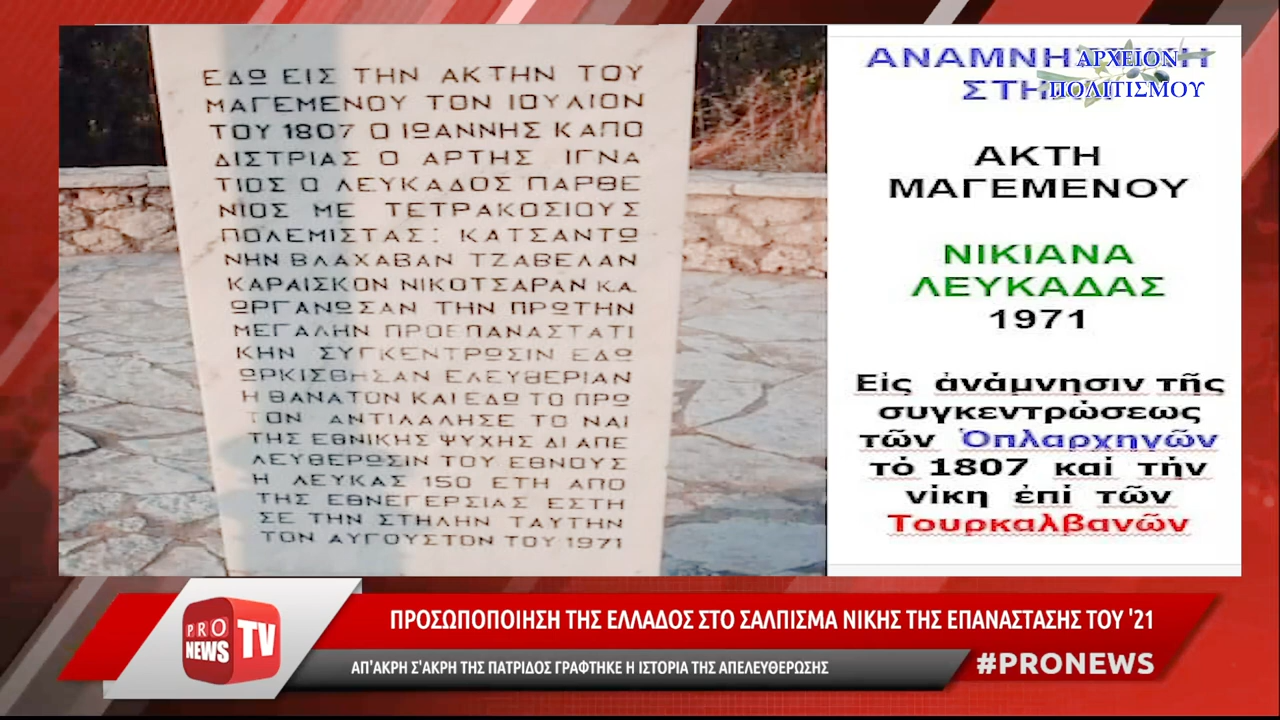 ΕΔΩ ΕΙΣ ΤΗΝ ΑΚΤΗΝ ΤΟΥ
ΜΑΓΕΜΕΝΟΥ ΤΟΝ ΙΟΥΛΙΟΝ
ΤΟΥ 1807 Ο ΙΩΑΝΝΗΣ ΚΑΠΟ
ΔΙΣΤΡΙΑΣ Ο ΑΡΤΗΣ ΙΓΝΑ
ΤΙΟΣ Ο ΛΕΥΚΑΔΟΣ ΠΑΡΘΕ
ΝΙΟΣ ΜΕ ΤΕΤΡΑΚΟΣΙΟΥΣ
ΠΟΛΕΜΙΣΤΑΣ: ΚΑΤΣΑΝΤΩ
ΝΗΝ ΒΛΑΧΑΒΑΝ ΤΖΑΒΕΛΑΝ
ΚΑΡΑΙΣΚΟΝ ΝΙΚΟΤΣΑΡΑΝ Κ.Α.
ΩΡΓΑΝΩΣΑΝ ΤΗΝ ΠΡΩΤΗΝ
ΜΕΓΑΛΗΝ ΠΡΟΕΠΑΝΑΣΤΑΤΙ
ΚΗΝ ΣΥΓΚΕΝΤΡΩΣΙΝ ΕΔΩ
ΩΡΚΙΣΘΗΣΑΝ ΕΛΕΥΘΕΡΙΑΝ
Η ΘΑΝΑΤΟΝ ΚΑΙ ΕΔΩ ΤΟ ΠΡΩ
ΤΟΝ ΑΝΤΙΛΑΛΗΣΕ ΤΟ ΝΑΙ
ΤΗΣ ΕΘΝΙΚΗΣ ΨΥΧΗΣ ΔΙ ΑΠΕ
ΛΕΥΘΕΡΩΣΙΝ ΤΟΥ ΕΘΝΟΥΣ
Η ΛΕΥΚΑΣ 150 ΕΤΗ ΑΠΟ
ΤΗΣ ΕΘΝΕΓΕΡΣΙΑΣ ΕΣΤΗ
ΣΕ ΤΗΝ ΣΤΗΛΗΝ ΤΑΥΤΗΝ
ΤΟΝ ΑΥΓΟΥΣΤΟΝ ΤΟΥ 1971
ΑΡΧΕΙΟΝ
ΠΟΛΙΤΙΣΜΟΥ
ΑΚΤΗ
ΜΑΓΕΜΕΝΟΥ
ΝΙΚΙΑΝΑ
ΛΕΥΚΑΔΑΣ
1971
Εἰς ἀνάμνησιν τῆς
συγκεντρώσεως
τῶν Ὁπλαρχηγῶν
τὸ 1807 καὶ τὴν
νίκη ἐπὶ τῶν
Τουρκαλβανῶν
PRO NEWS TV
ΠΡΟΣΩΠΟΠΟΙΗΣΗ ΤΗΣ ΕΛΛΑΔΟΣ ΣΤΟ ΣΑΛΠΙΣΜΑ ΝΙΚΗΣ ΤΗΣ ΕΠΑΝΑΣΤΑΣΗΣ ΤΟΥ '21
ΑΠ'ΑΚΡΗ Σ'ΑΚΡΗ ΤΗΣ ΠΑΤΡΙΔΟΣ ΓΡΑΦΤΗΚΕ Η ΙΣΤΟΡΙΑ ΤΗΣ ΑΠΕΛΕΥΘΕΡΩΣΗΣ
#PRONEWS